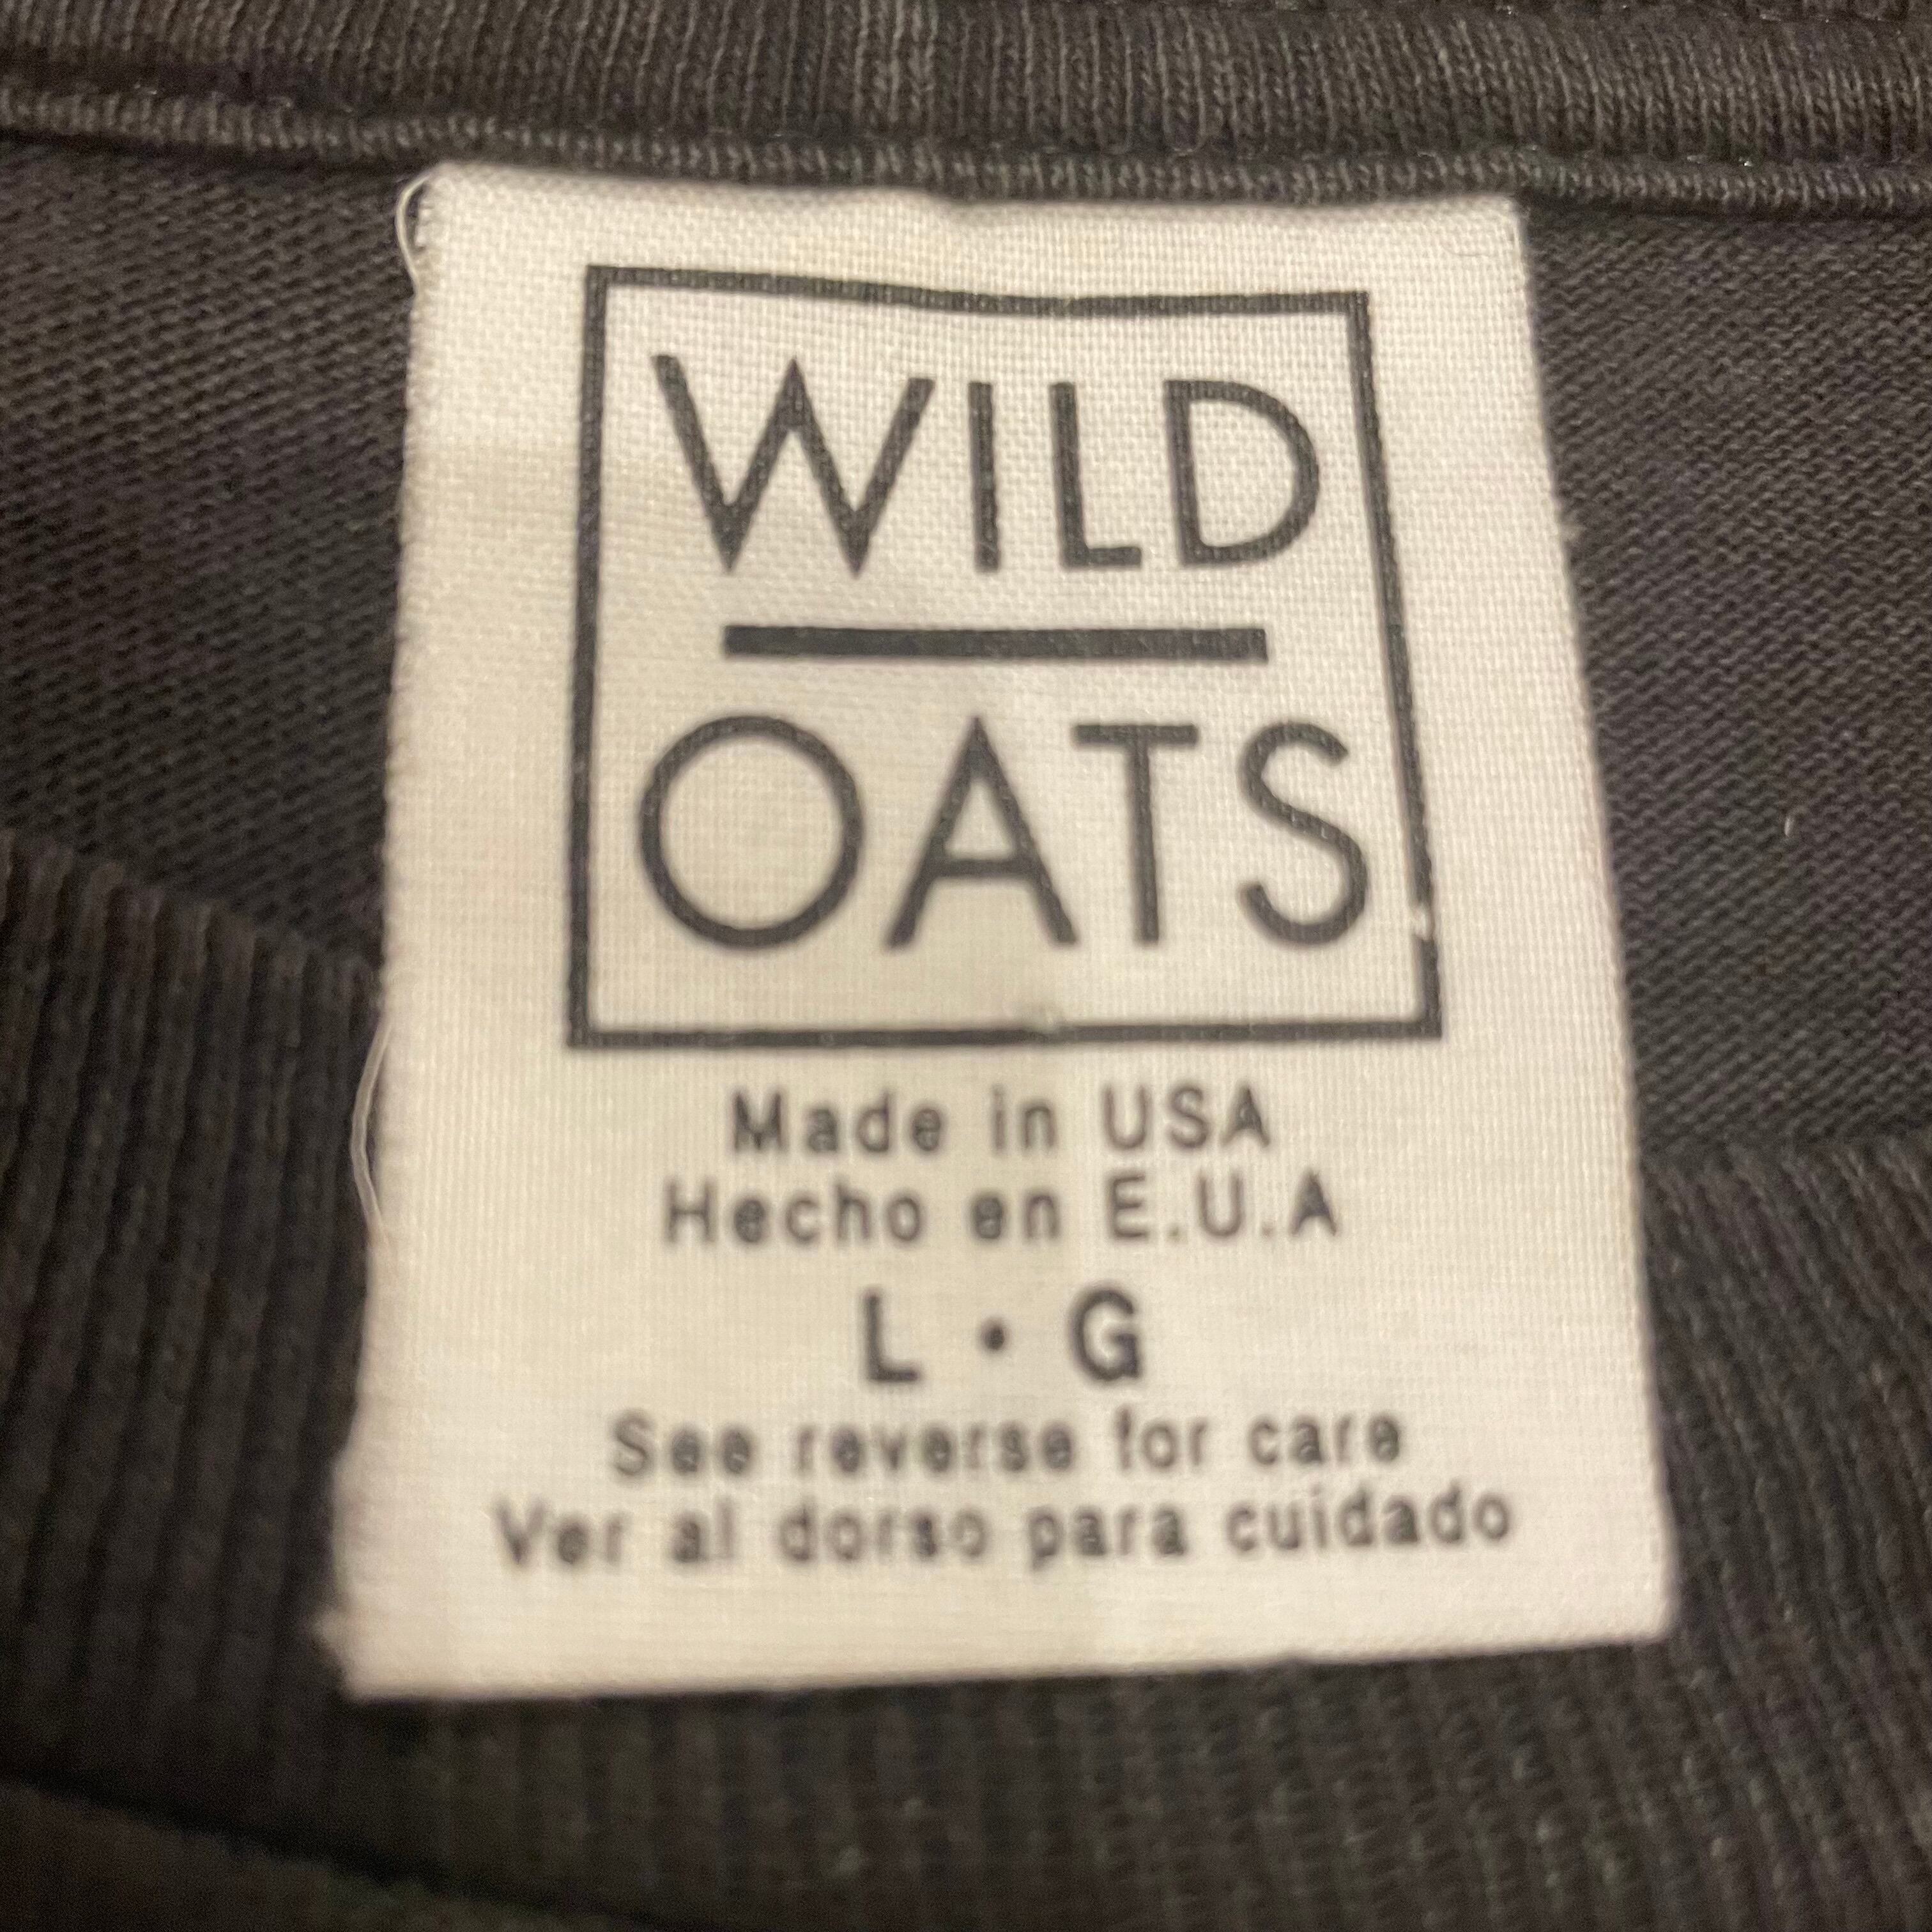 WILD
OATS
Made in USA
Hecho en E.U.A
L • G
See reverse for care
Ver al dorso para cuidado